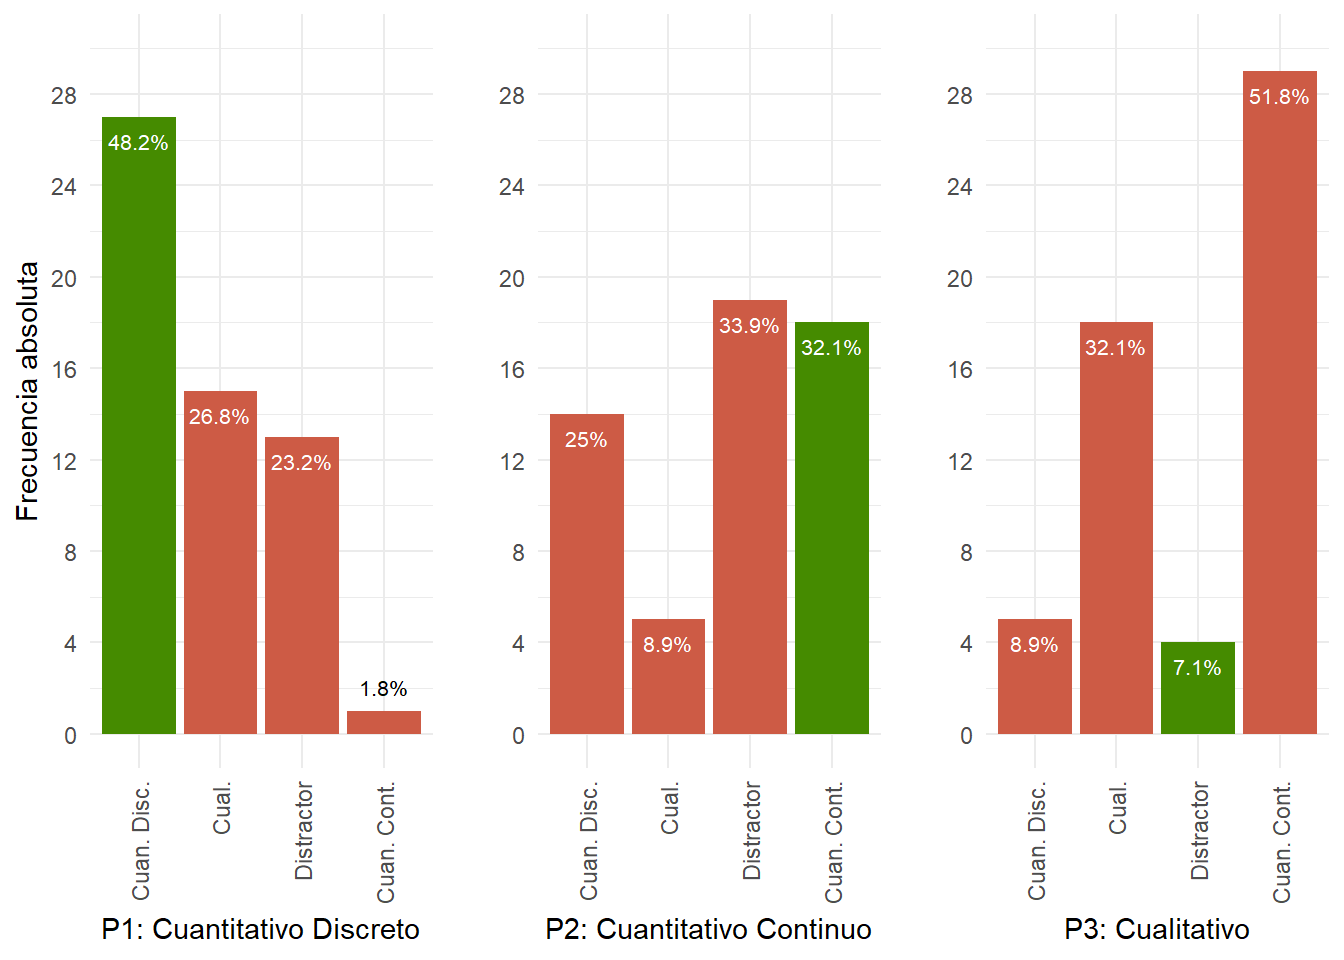 Frecuencia absoluta
28
24
20
16
12
8
4
0
48.2%
26.8%
23.2%
1.8%
Cuan. Disc.
Cual.
Distractor
Cuan. Cont.
P1: Cuantitativo Discreto
28
24
20
16
12
8
4
0
25%
8.9%
33.9%
32.1%
Cuan. Disc.
Cual.
Distractor
Cuan. Cont.
P2: Cuantitativo Continuo
28
24
20
16
12
8
4
0
8.9%
32.1%
7.1%
51.8%
Cuan. Disc.
Cual.
Distractor
Cuan. Cont.
P3: Cualitativo